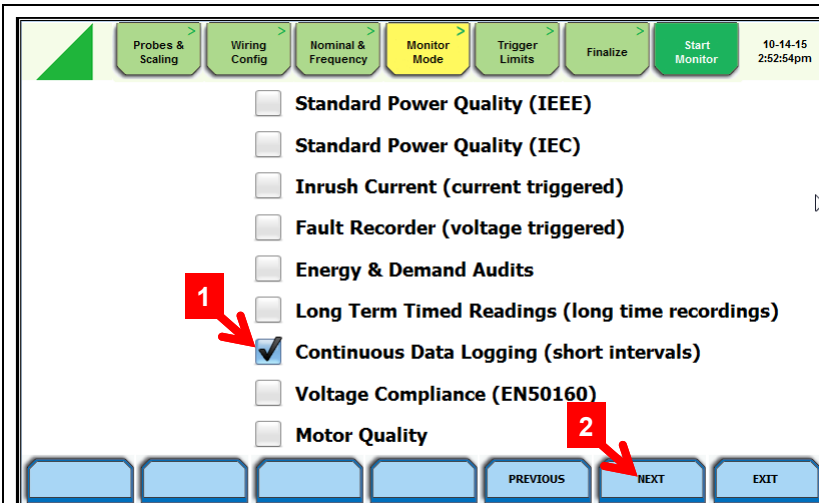 Probes & Scaling
Wiring Config
Nominal & Frequency
Monitor Mode
Trigger Limits
Finalize
Start Monitor
10-14-15
2:52:54pm
Standard Power Quality (IEEE)
Standard Power Quality (IEC)
Inrush Current (current triggered)
Fault Recorder (voltage triggered)
Energy & Demand Audits
1
Long Term Timed Readings (long time recordings)
Continuous Data Logging (short intervals)
Voltage Compliance (EN50160)
Motor Quality
2
PREVIOUS
NEXT
EXIT